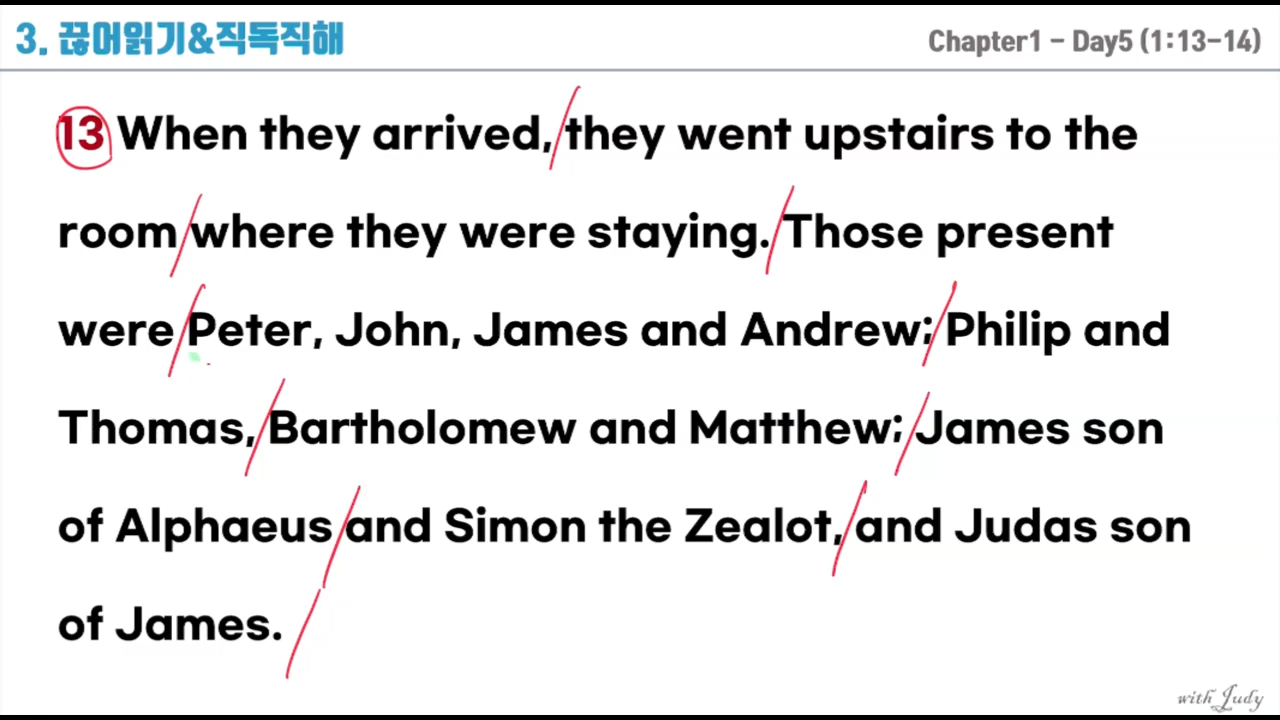 3. 끊어읽기&직독직해
Chapter1 - Day5 (1:13-14)
13 When they arrived, they went upstairs to the
room where they were staying. Those present
were Peter, John, James and Andrew; Philip and
Thomas, Bartholomew and Matthew; James son
of Alphaeus and Simon the Zealot, and Judas son
of James.
with Judy